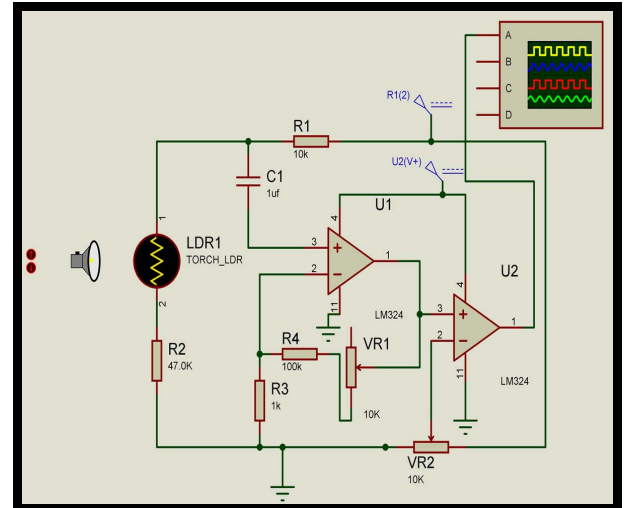 A
B
C
D
R1(2)
R1
10k
U2(V+)
C1
1uf
U1
4
3
2
1
11
LM324
1
LDR1
TORCH_LDR
2
U2
4
3
2
1
11
LM324
R4
100k
VR1
10K
R2
47.0K
R3
1k
VR2
10K